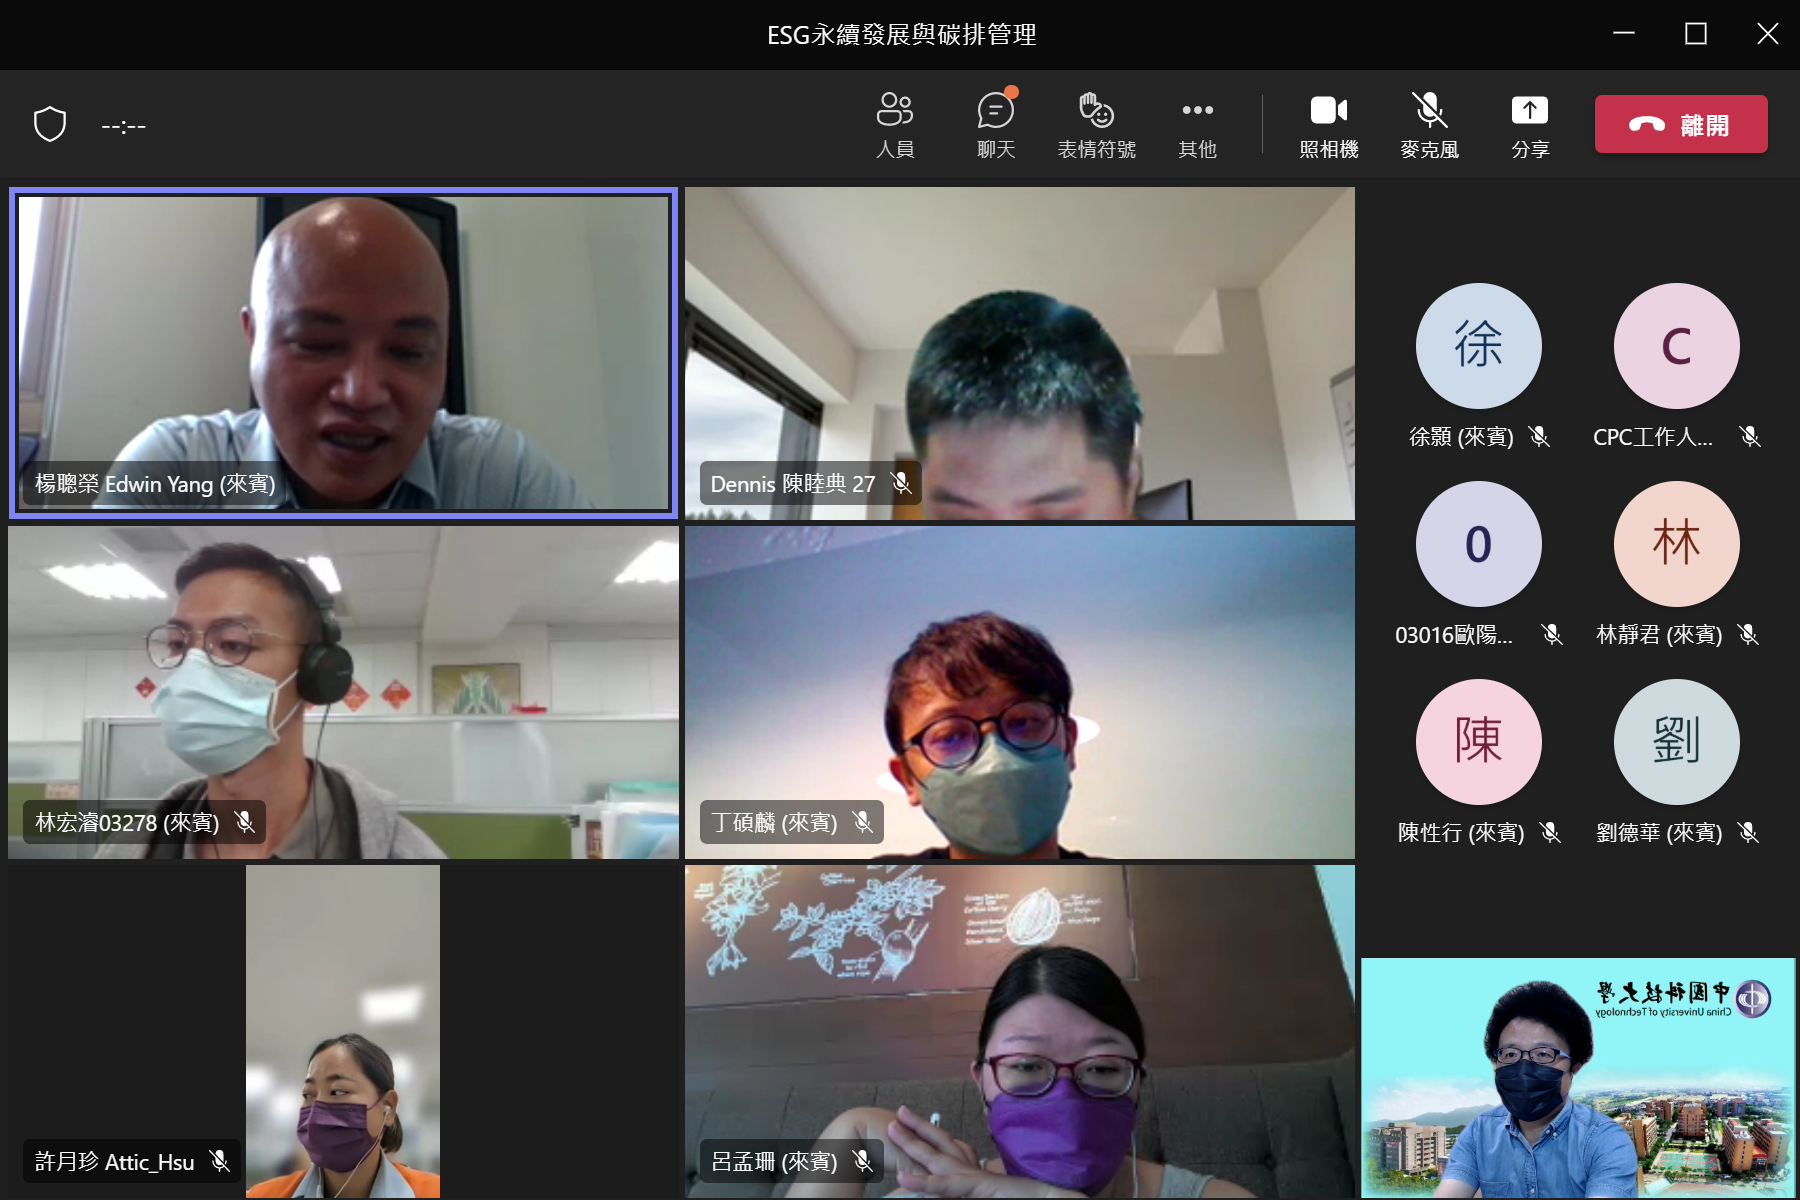 ESG永續發展與碳排管理
--:--
人員
聊天
表情符號
其他
照相機
麥克風
分享
離開
楊聰榮 Edwin Yang (來賓)
Dennis 陳睦典 27
徐
C
徐顥 (來賓)
CPC工作人...
0
林
03016歐陽...
林靜君 (來賓)
林宏濬03278 (來賓)
丁碩麟 (來賓)
陳
劉
陳性行 (來賓)
劉德華 (來賓)
許月珍 Attic_Hsu
呂孟珊 (來賓)
中國科技大學
China University of Technology